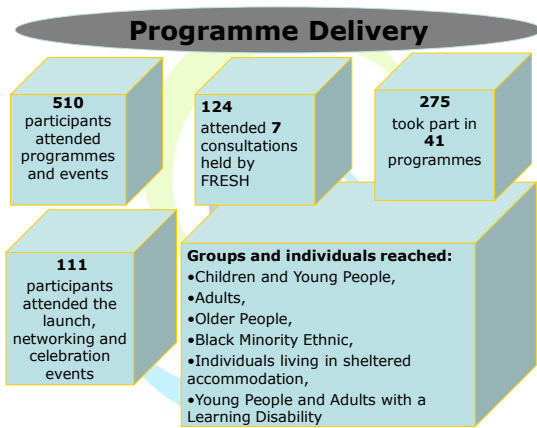 Programme Delivery
510
participants
attended
programmes
and events
124
attended 7
consultations
held by
FRESH
275
took part in
41
programmes
111
participants
attended the
launch,
networking and
celebration
events
Groups and individuals reached:
•Children and Young People,
•Adults,
•Older People,
•Black Minority Ethnic,
•Individuals living in sheltered
accommodation,
•Young People and Adults with a
Learning Disability